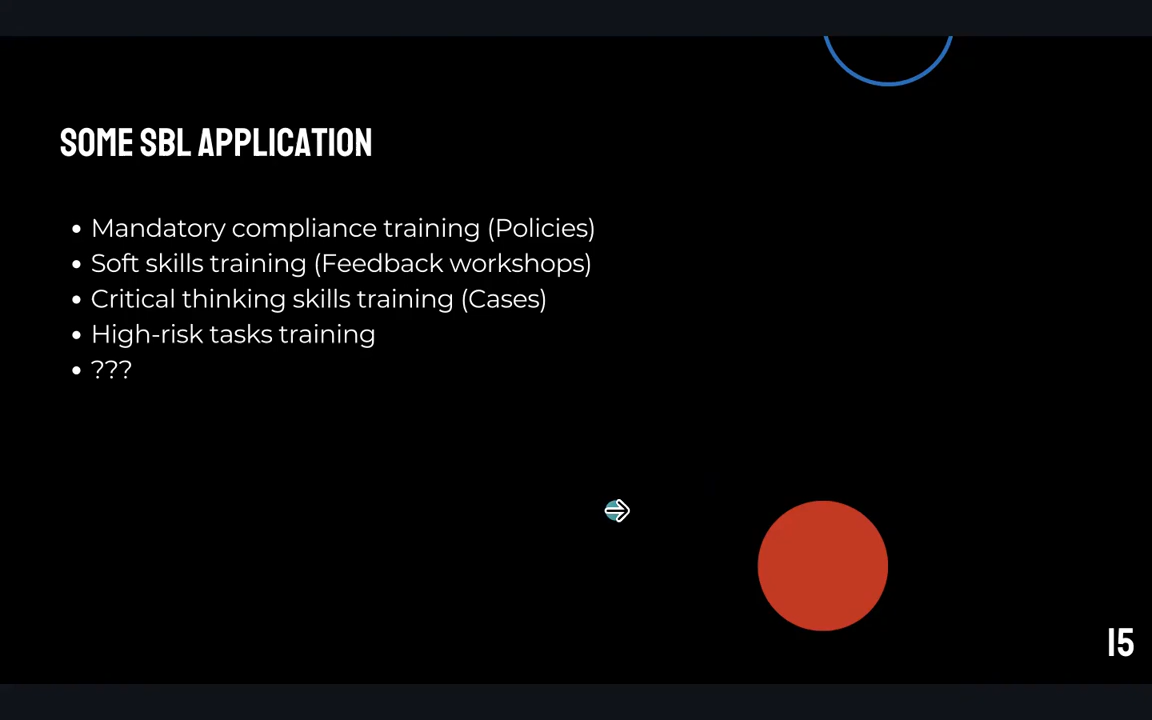 SOME SBL APPLICATION
• Mandatory compliance training (Policies)
• Soft skills training (Feedback workshops)
• Critical thinking skills training (Cases)
• High-risk tasks training
• ???
15